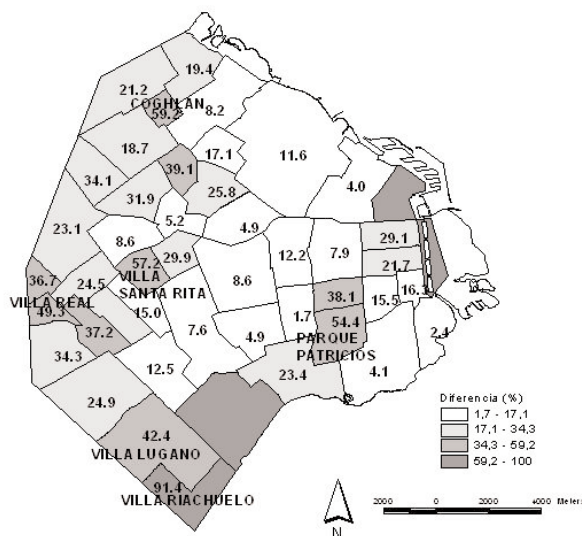 19.4
21.2
COGHLAN
59.2
8.2
18.7
17.1
11.6
39.1
34.1
25.8
4.0
31.9
23.1
5.2
4.9
8.6
29.1
12.2
7.9
57.2
29.9
21.7
VILLA
SANTA RITA
36.7
24.5
8.6
16.3
VILLA REAL
49.3
15.0
38.1
15.5
1.7
37.2
7.6
54.4
2.4
4.9
PARQUE
PATRICIOS
34.3
12.5
23.4
4.1
24.9
42.4
VILLA LUGANO
91.4
VILLA RIACHUELO
Diferencia (%)
1,7 - 17,1
17,1 - 34,3
34,3 - 59,2
59,2 - 100
2000 0 2000 4000 Meters
N